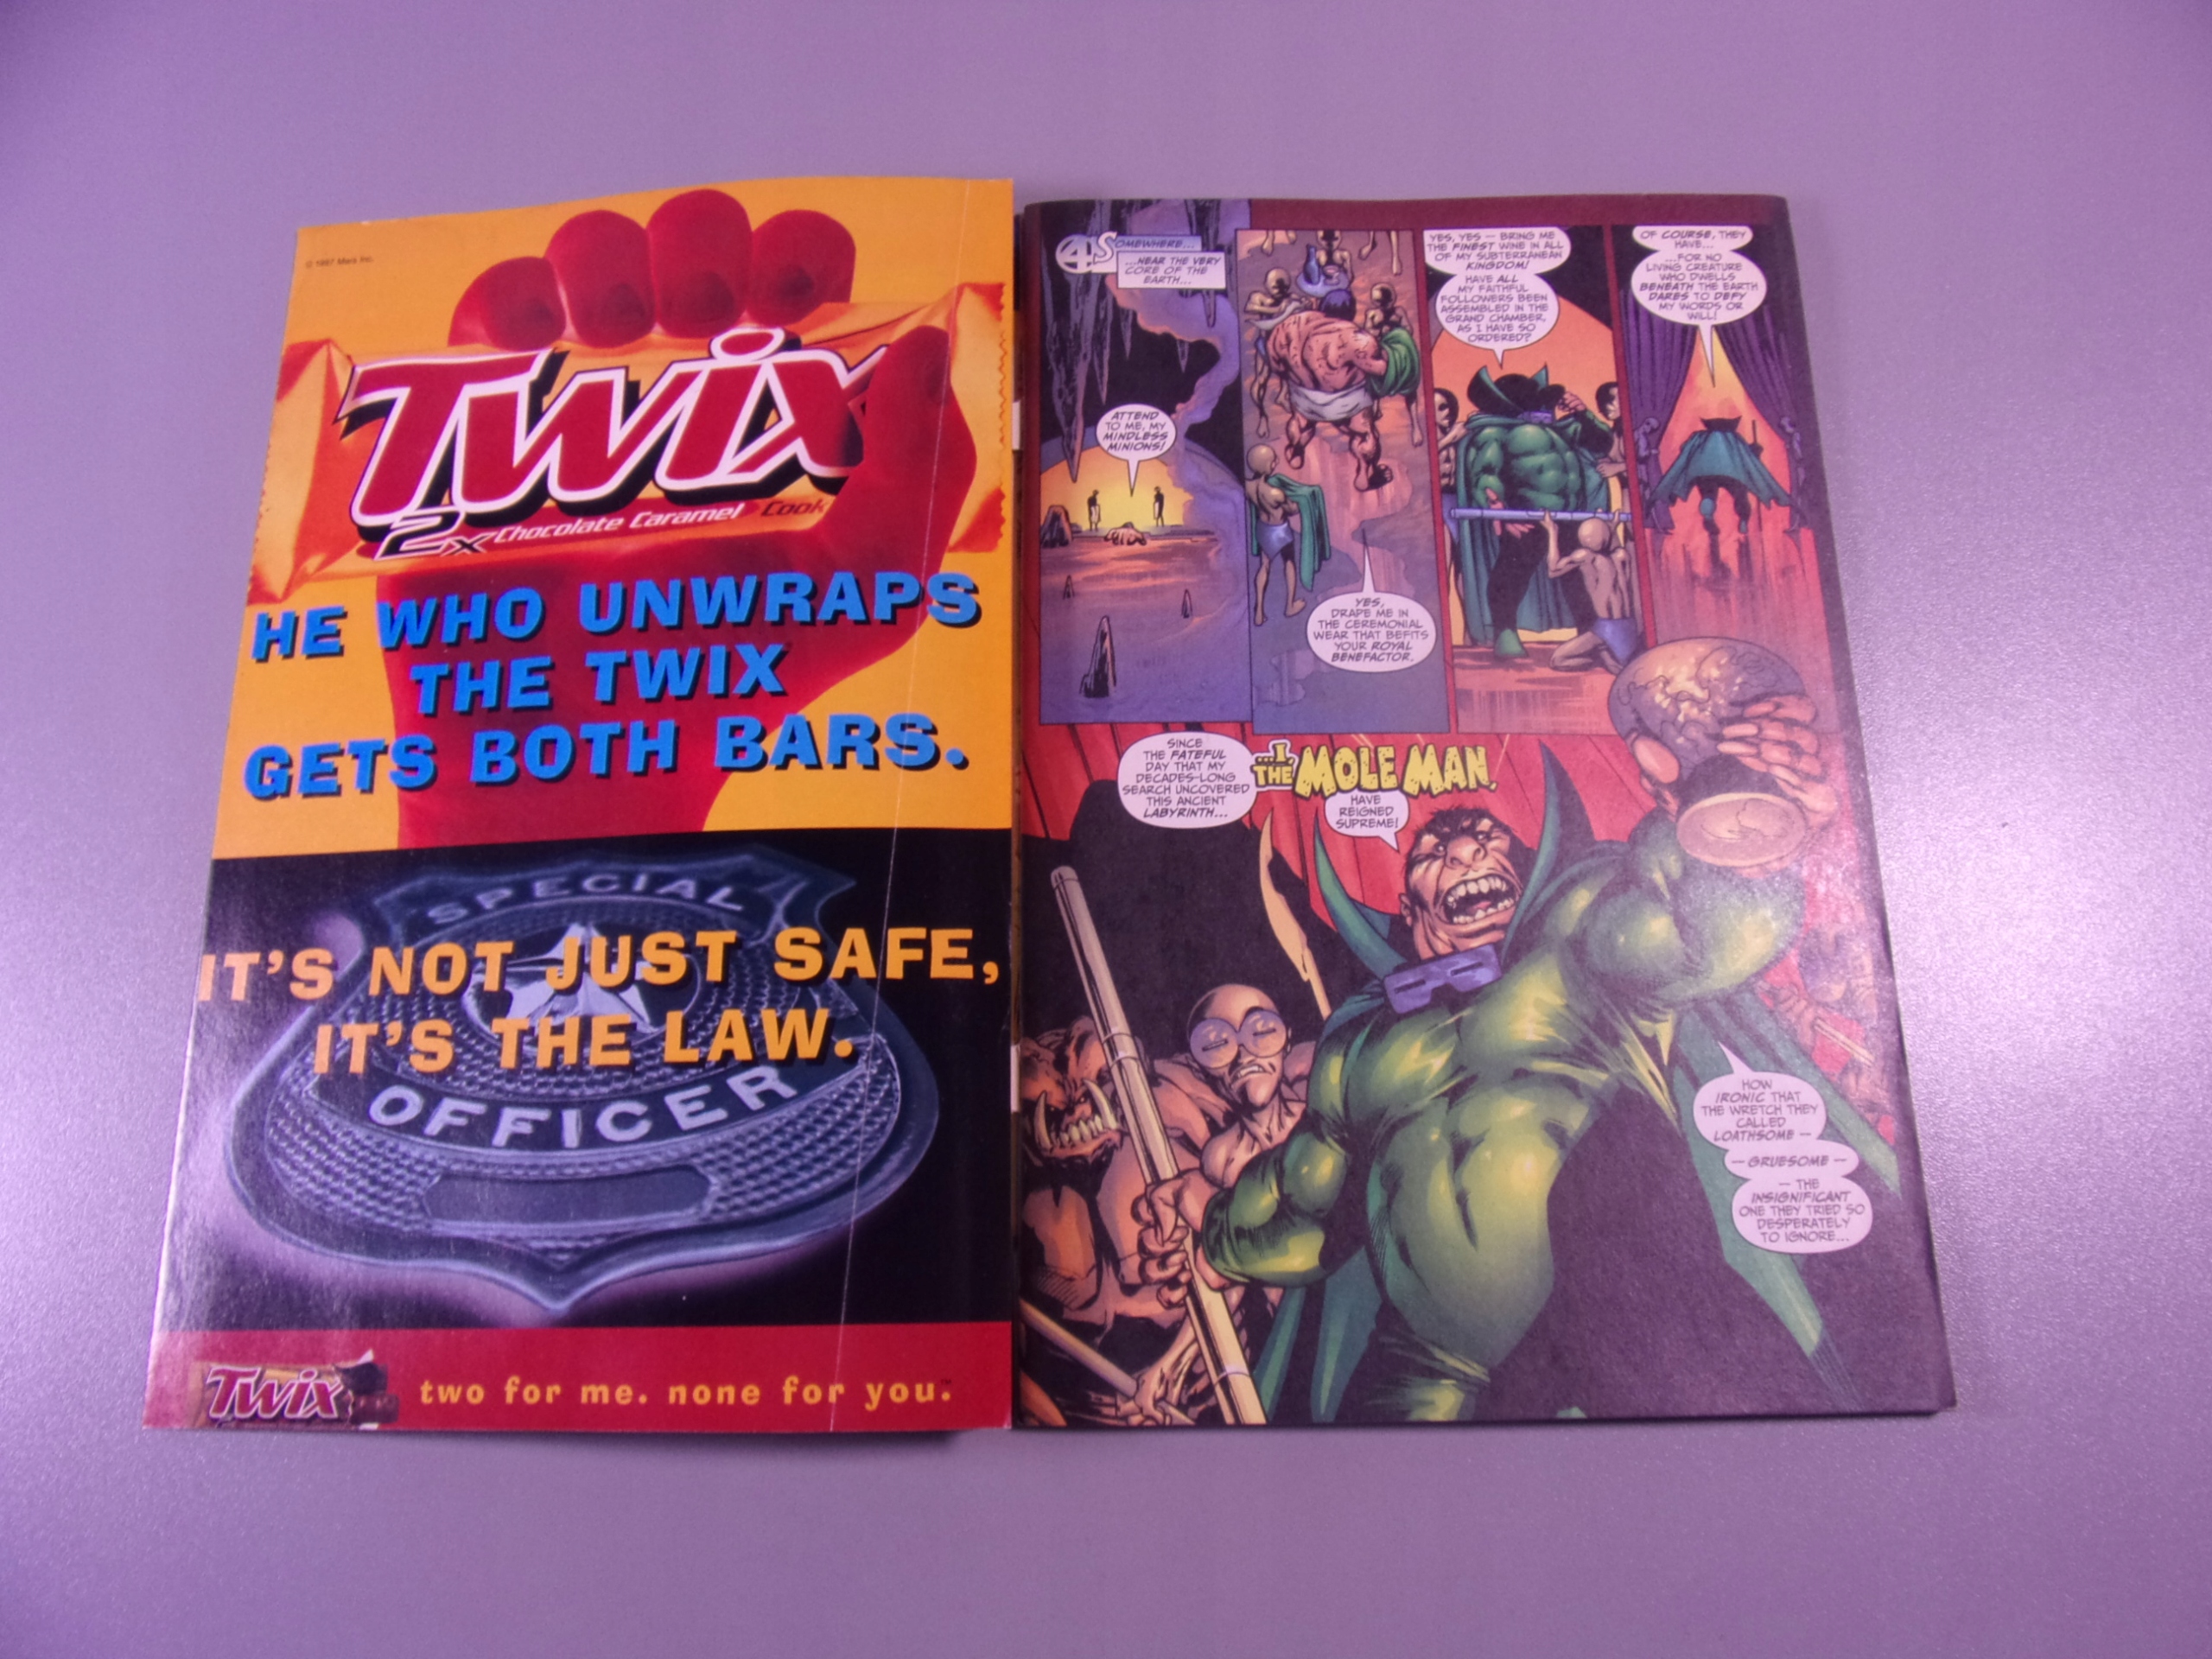 © 1997 Mars Inc.
Twix
2x Chocolate Caramel Cook
HE WHO UNWRAPS
THE TWIX
GETS BOTH BARS.
SPECIAL
IT'S NOT JUST SAFE,
IT'S THE LAW.
OFFICER
Twix
two for me. none for you.™
4
SOMEWHERE...
...NEAR THE VERY
CORE OF THE
EARTH...
ATTEND
TO ME, MY
MINDLESS
MINIONS!
YES,
DRAPE ME IN
THE CEREMONIAL
WEAR THAT BEFITS
YOUR ROYAL
BENEFACTOR.
YES, YES — BRING ME
THE FINEST WINE IN ALL
OF MY SUBTERRANEAN
KINGDOM!
HAVE ALL
MY FAITHFUL
FOLLOWERS BEEN
ASSEMBLED IN THE
GRAND CHAMBER,
AS I HAVE SO
ORDERED?
OF COURSE, THEY
HAVE...
...FOR NO
LIVING CREATURE
WHO DWELLS
BENEATH THE EARTH
DARES TO DEFY
MY WORDS OR
WILL!
SINCE
THE FATEFUL
DAY THAT MY
DECADES-LONG
SEARCH UNCOVERED
THIS ANCIENT
LABYRINTH...
...I,
THE MOLE MAN,
HAVE
REIGNED
SUPREME!
HOW
IRONIC THAT
THE WRETCH THEY
CALLED
LOATHSOME —
— GRUESOME —
— THE
INSIGNIFICANT
ONE THEY TRIED SO
DESPERATELY
TO IGNORE...